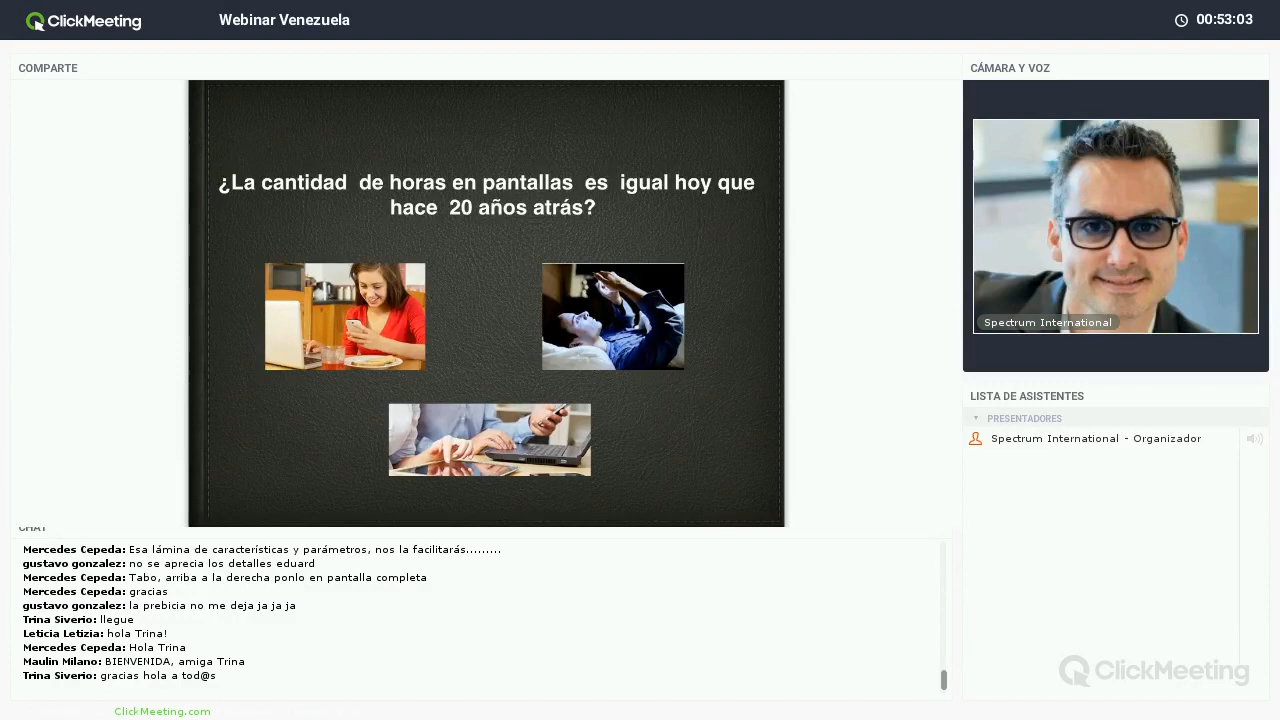 ClickMeeting
Webinar Venezuela
00:53:03
COMPARTE
¿La cantidad de horas en pantallas es igual hoy que
hace 20 años atrás?
CÁMARA Y VOZ
Spectrum International
LISTA DE ASISTENTES
PRESENTADORES
Spectrum International - Organizador
CHAT
Mercedes Cepeda: Esa lámina de características y parámetros, nos la facilitarás.........
gustavo gonzalez: no se aprecia los detalles eduard
Mercedes Cepeda: Tabo, arriba a la derecha ponlo en pantalla completa
Mercedes Cepeda: gracias
gustavo gonzalez: la prebicia no me deja ja ja ja
Trina Siverio: llegue
Leticia Letizia: hola Trina!
Mercedes Cepeda: Hola Trina
Maulin Milano: BIENVENIDA, amiga Trina
Trina Siverio: gracias hola a tod@s
ClickMeeting
ClickMeeting.com